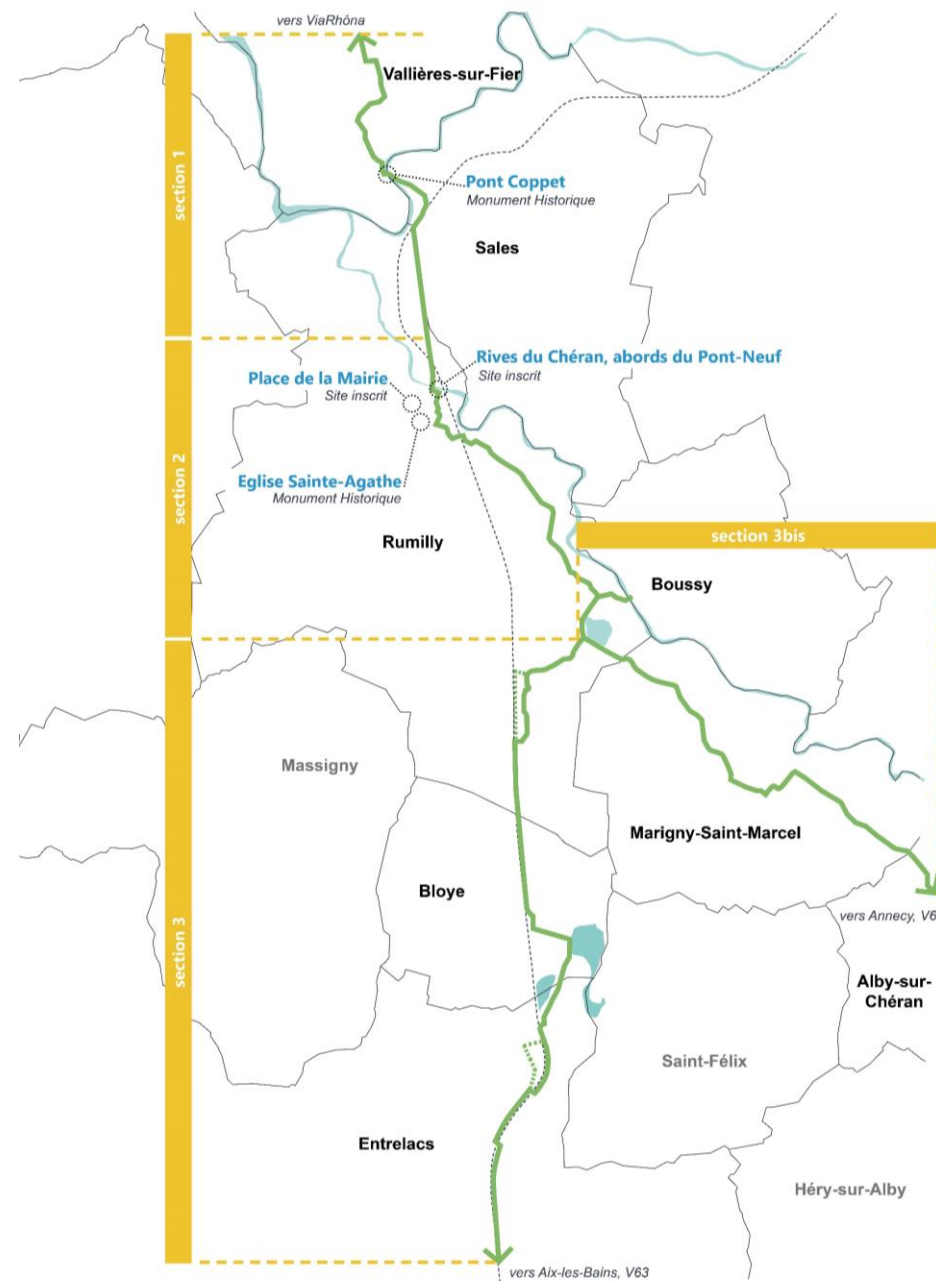 vers ViaRhôna
Vallières-sur-Fier
section 1
Pont Coppet
Monument Historique
Sales
Rives du Chéran, abords du Pont-Neuf
Site inscrit
Place de la Mairie
Site inscrit
section 2
Eglise Sainte-Agathe
Monument Historique
Rumilly
section 3bis
Boussy
Massigny
Marigny-Saint-Marcel
Bloye
vers Annecy, V6
section 3
Alby-sur-
Chéran
Saint-Félix
Entrelacs
Héry-sur-Alby
vers Aix-les-Bains, V63